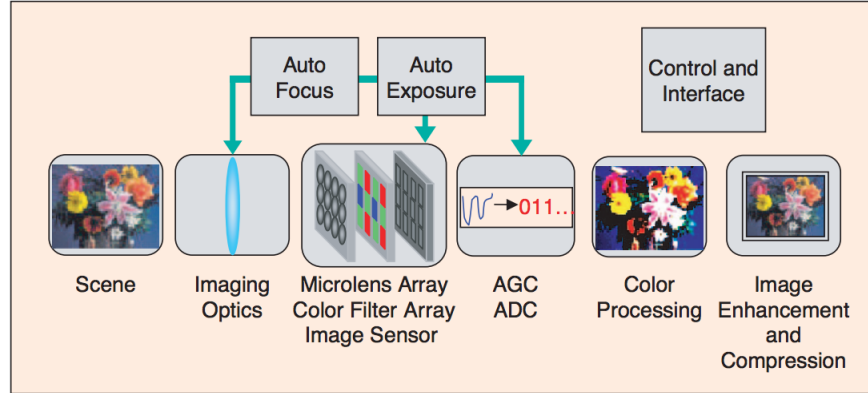 Auto
Focus
Auto
Exposure
Control and
Interface
011...
Scene
Imaging
Optics
Microlens Array
Color Filter Array
Image Sensor
AGC
ADC
Color
Processing
Image
Enhancement
and
Compression